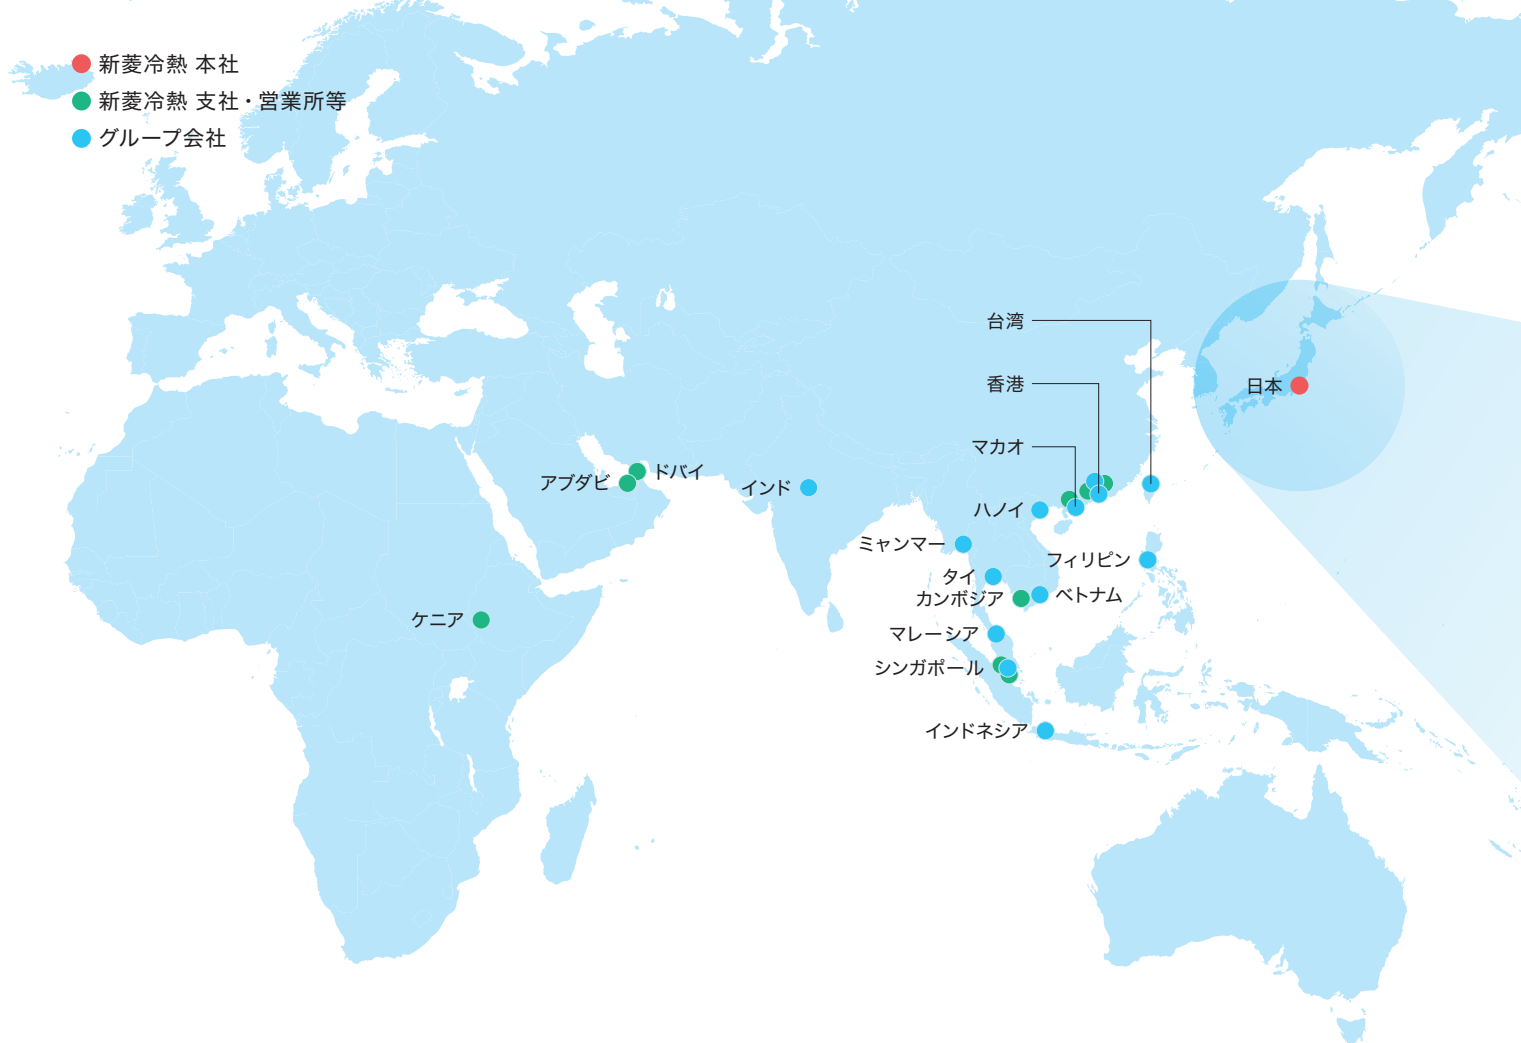 新菱冷熱 本社
新菱冷熱 支社・営業所等
グループ会社
台湾
香港
日本
マカオ
ドバイ
アブダビ
インド
ハノイ
ミャンマー
フィリピン
タイ
カンボジア
ベトナム
ケニア
マレーシア
シンガポール
インドネシア